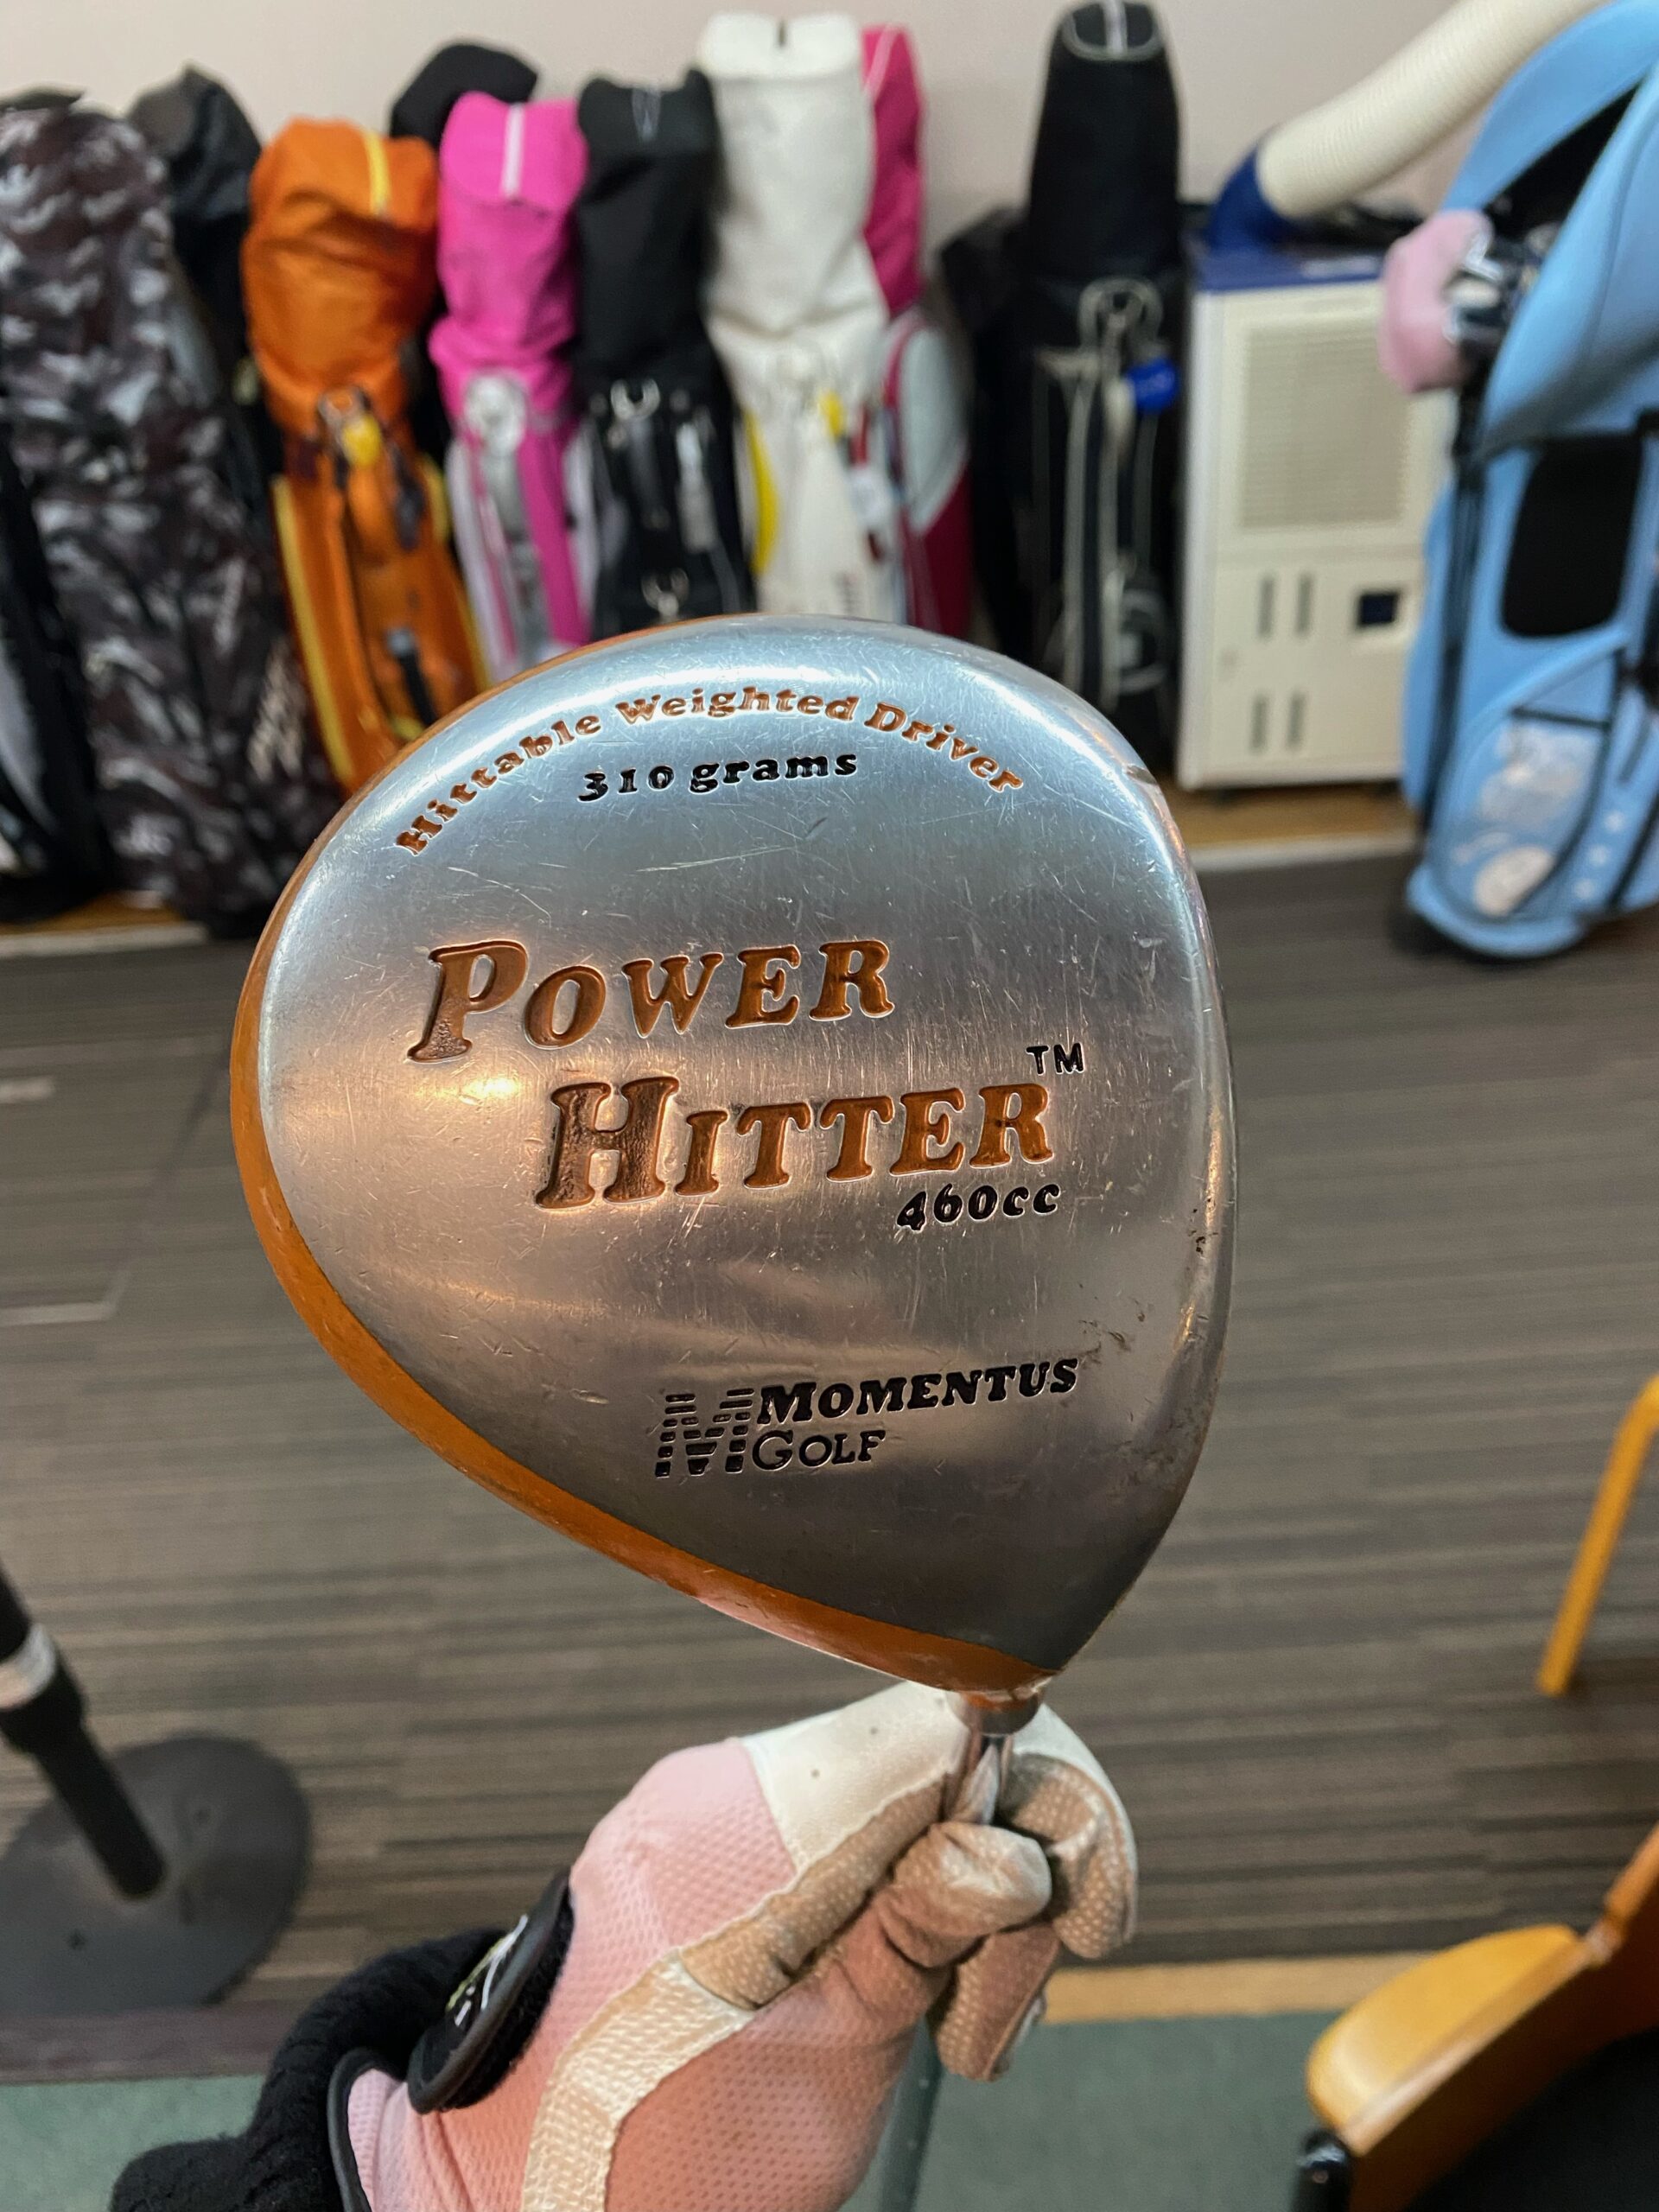 Hittable Weighted Driver
310 grams
POWER
HITTER™
460cc
MOMENTUS
GOLF